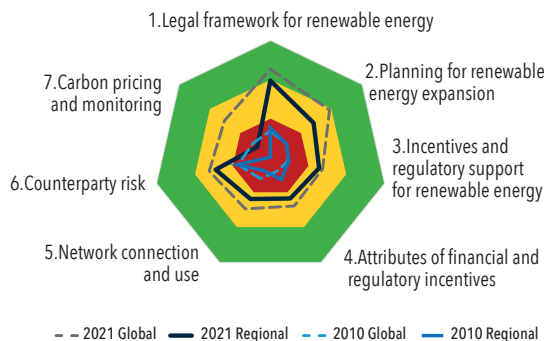 1.Legal framework for renewable energy
2.Planning for renewable
energy expansion
3.Incentives and
regulatory support
for renewable energy
4.Attributes of financial and
regulatory incentives
5.Network connection
and use
6.Counterparty risk
7.Carbon pricing
and monitoring
2021 Global 2021 Regional 2010 Global 2010 Regional